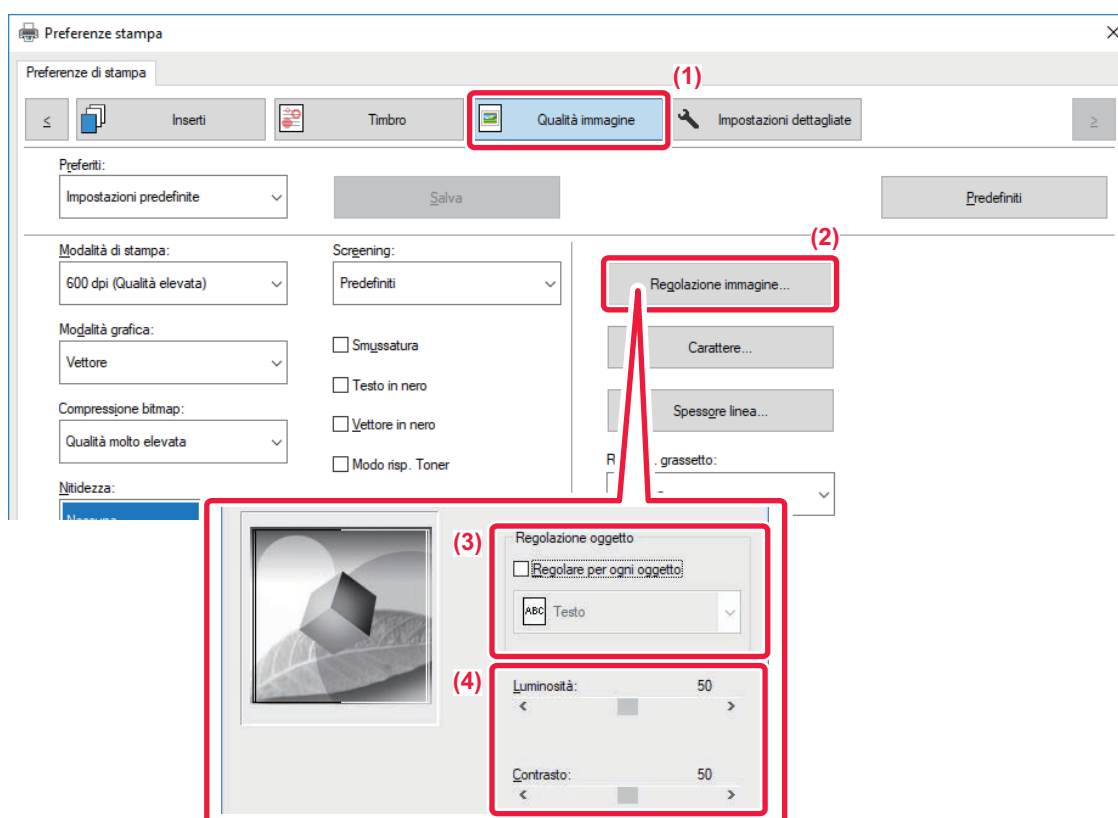 Preferenze stampa
Preferenze di stampa
(1)
<
Inserti
Timbro
Qualità immagine
Impostazioni dettagliate
>
Preferiti:
Impostazioni predefinite
Salva
Predefiniti
(2)
Modalità di stampa:
600 dpi (Qualità elevata)
Screening:
Predefiniti
Regolazione immagine...
Modalità grafica:
Vettore
Smussatura
Carattere...
Testo in nero
Compressione bitmap:
Qualità molto elevata
Vettore in nero
Spessore linea...
Modo risp. Toner
grassetto:
Nitidezza:
(3)
Regolazione oggetto
Regolare per ogni oggetto
ABC Testo
(4)
Luminosità: 50
< >
Contrasto: 50
< >